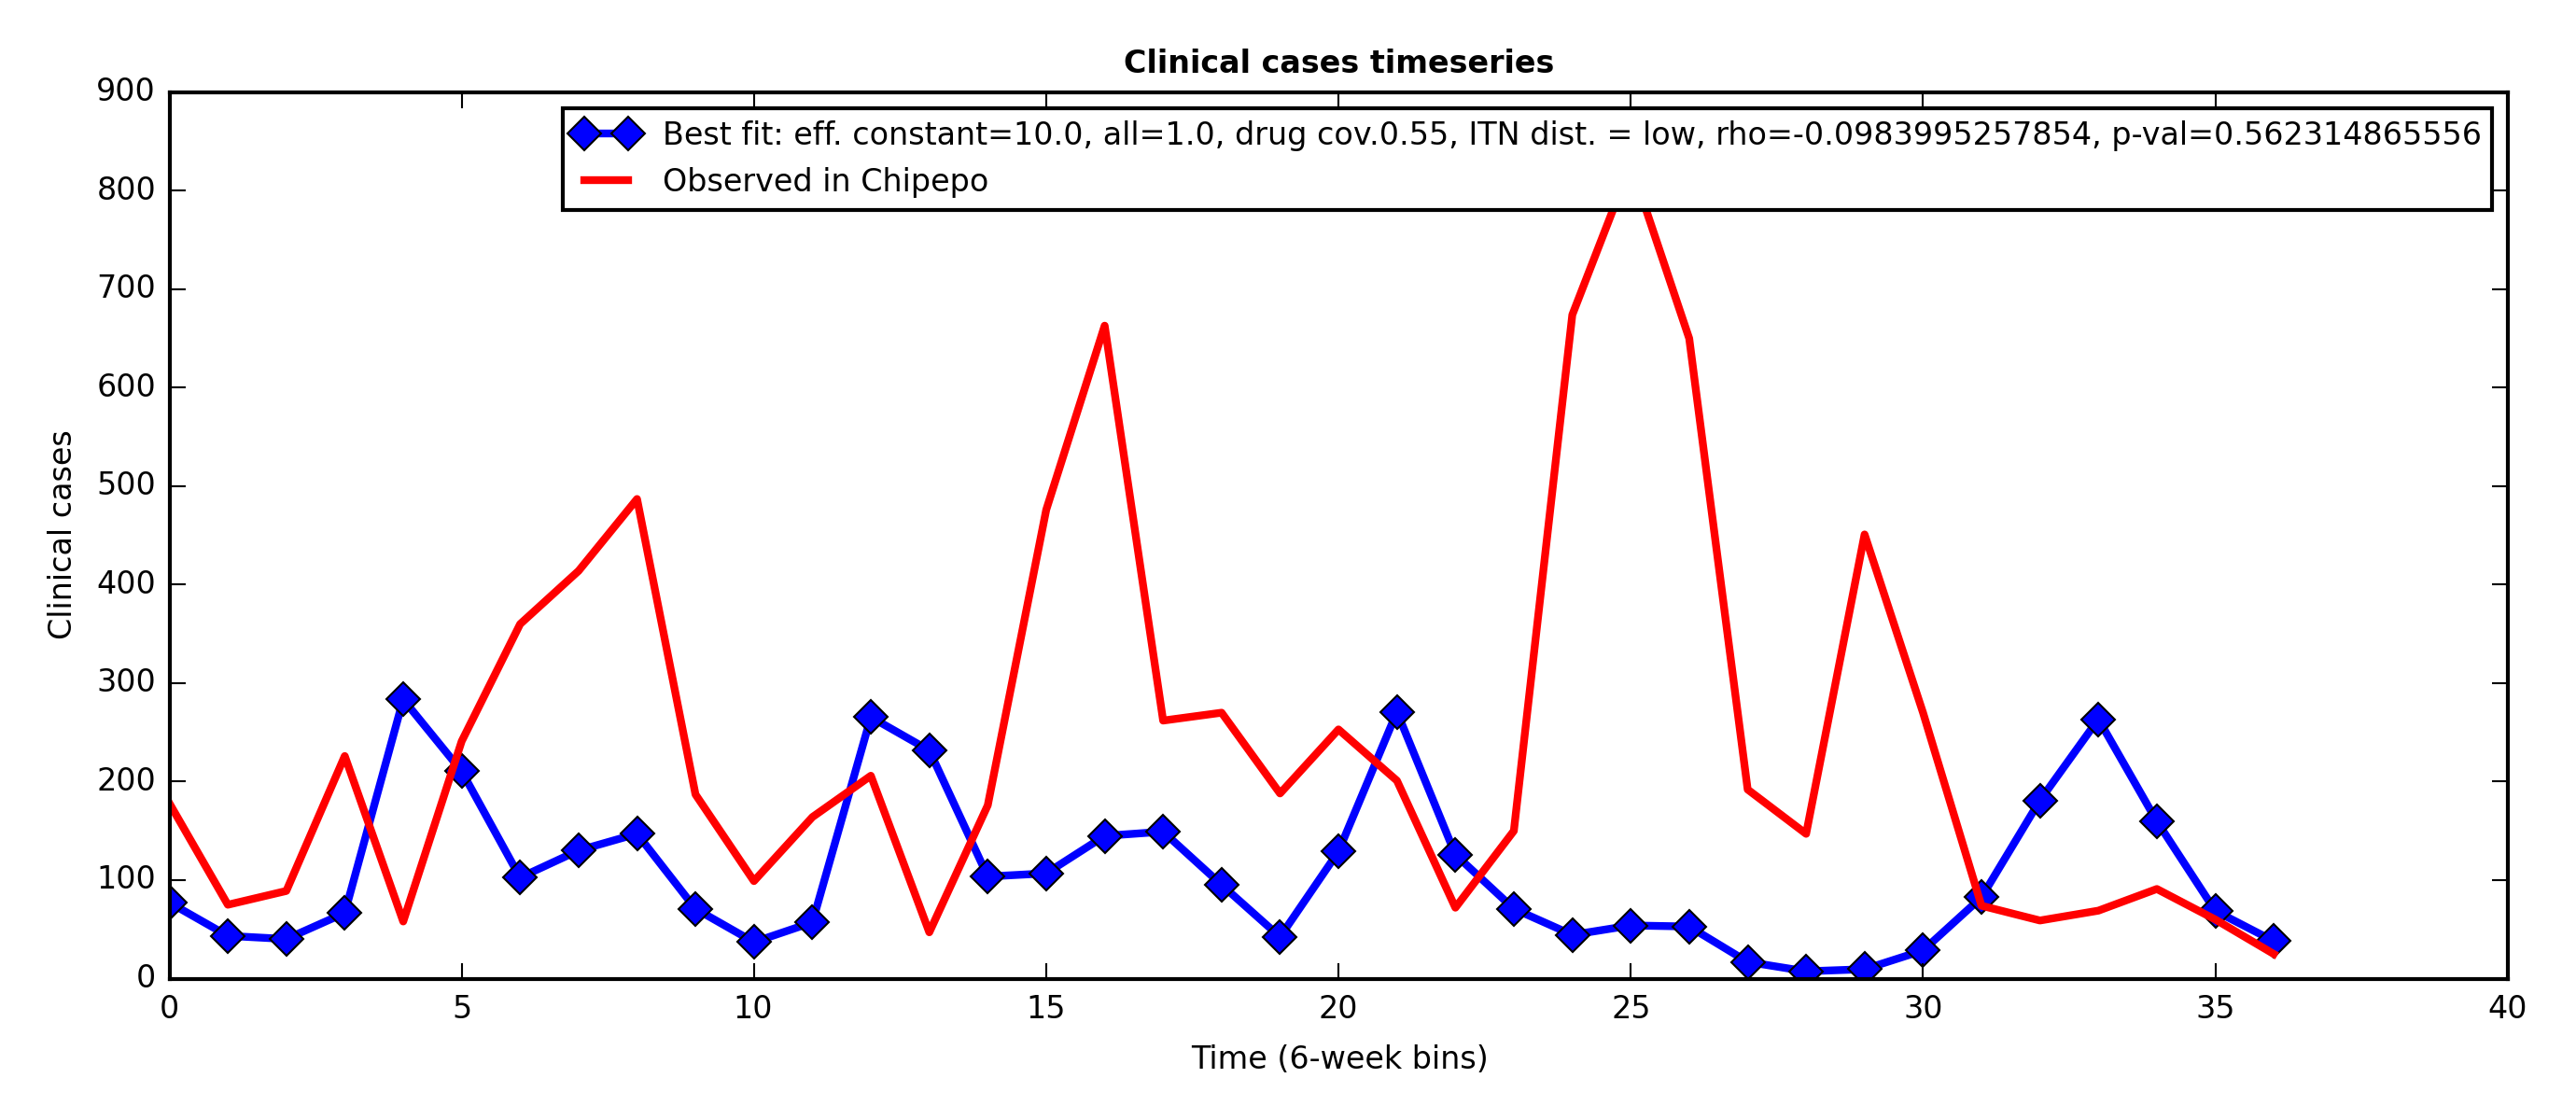 Clinical cases timeseries
900
800
700
600
500
400
300
200
100
0
Clinical cases
Best fit: eff. constant=10.0, all=1.0, drug cov.0.55, ITN dist. = low, rho=-0.0983995257854, p-val=0.562314865556
Observed in Chipepo
0 5 10 15 20 25 30 35 40
Time (6-week bins)